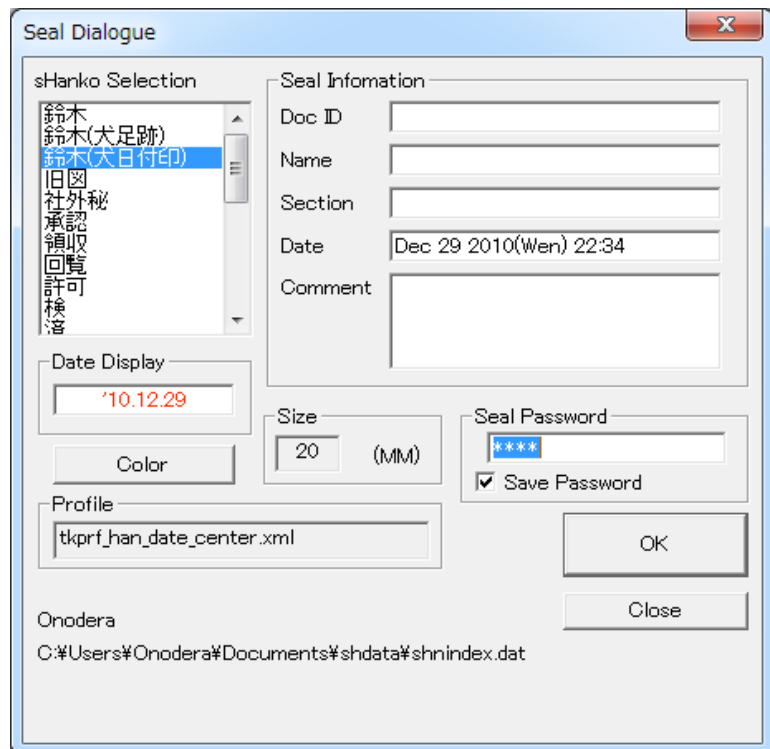 Seal Dialogue
sHanko Selection
鈴木
鈴木(犬足跡)
鈴木(犬日付印)
旧図
社外秘
承認
領収
回覧
許可
検
済
Seal Infomation
Doc ID
Name
Section
Date
Dec 29 2010(Wen) 22:34
Comment
Date Display
'10.12.29
Color
Size
20
(MM)
Seal Password
****
Save Password
Profile
tkprf_han_date_center.xml
OK
Close
Onodera
C:¥Users¥Onodera¥Documents¥shdata¥shnindex.dat